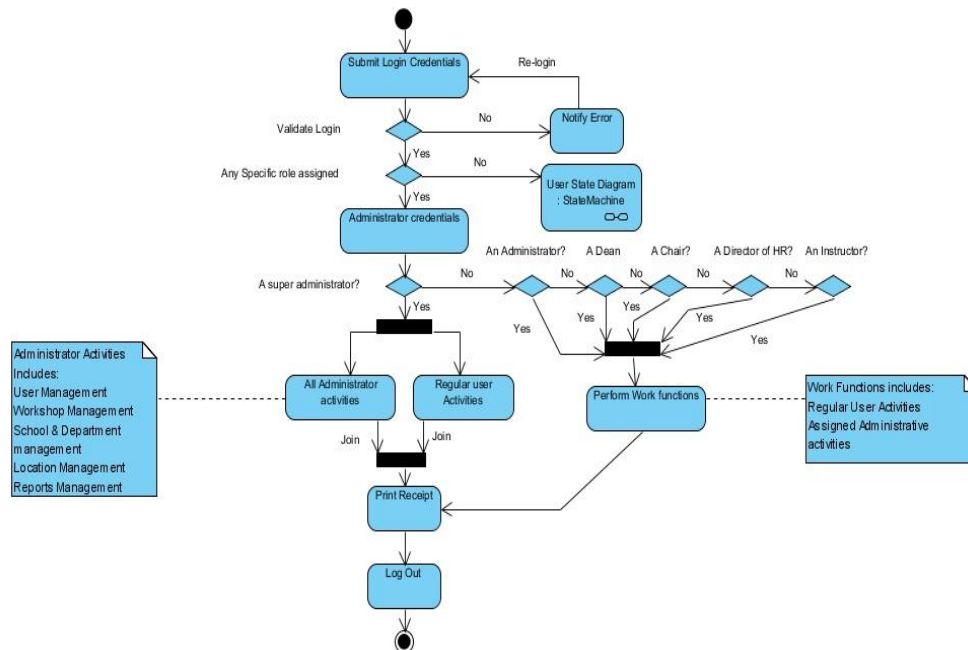 Submit Login Credentials
Re-login
Validate Login
No
Notify Error
Yes
Any Specific role assigned
No
User State Diagram
: StateMachine
Yes
Administrator credentials
An Administrator?
A Dean
A Chair?
A Director of HR?
An Instructor?
A super administrator?
No
No
No
No
No
Yes
Yes
Yes
Yes
Yes
Yes
Administrator Activities
Includes:
User Management
Workshop Management
School & Department
management
Location Management
Reports Management
All Administrator
activities
Regular user
Activities
Perform Work functions
Work Functions includes:
Regular User Activities
Assigned Administrative
activities
Join
Join
Print Receipt
Log Out